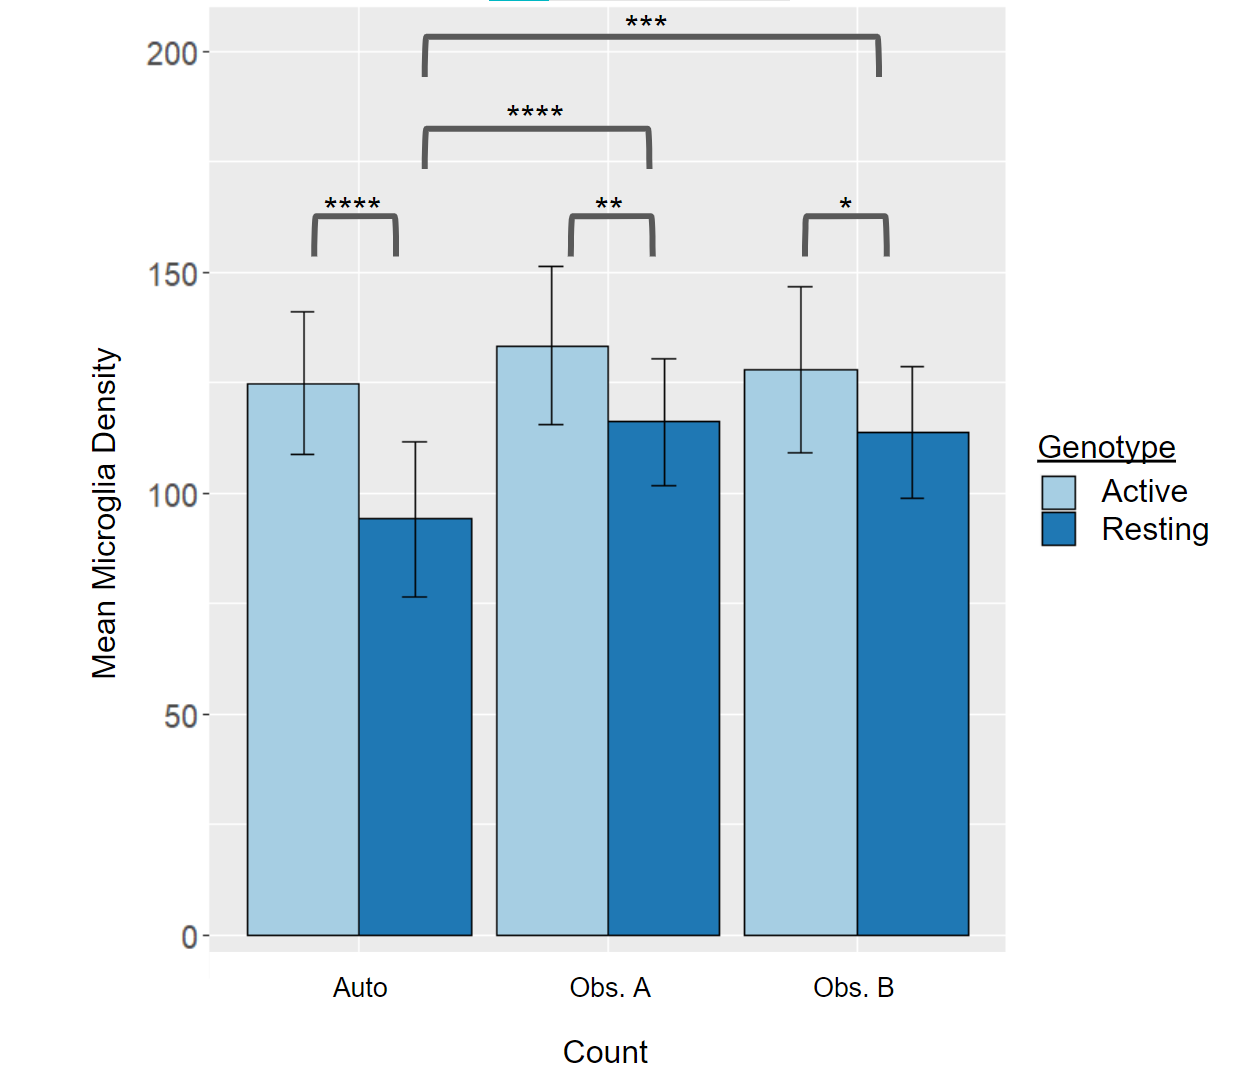 ***
200
****
****
**
*
150
Mean Microglia Density
Genotype
Active
100
Resting
50
0
Auto
Obs. A
Obs. B
Count